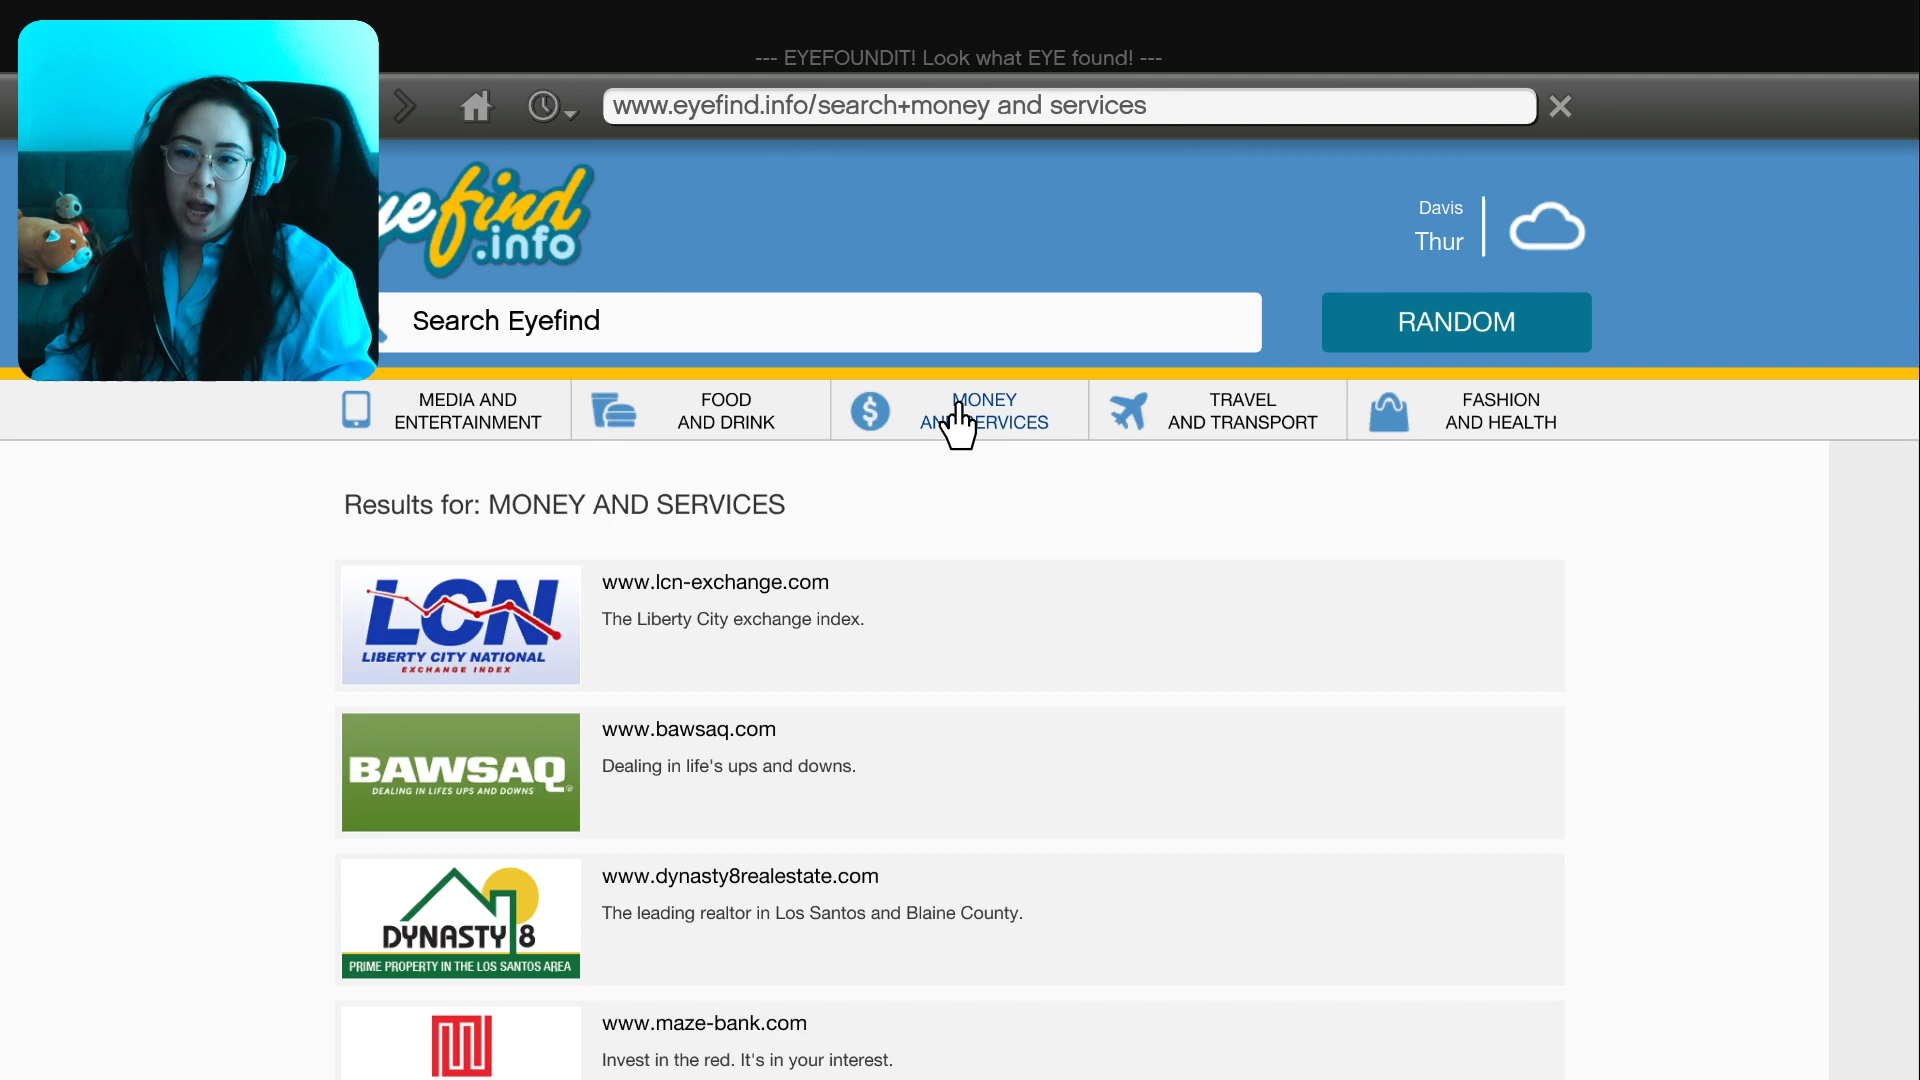 --- EYEFOUNDIT! Look what EYE found! ---
www.eyefind.info/search+money and services
yefind
.info
Davis
Thur
Search Eyefind
RANDOM
MEDIA AND
ENTERTAINMENT
FOOD
AND DRINK
MONEY
AND SERVICES
TRAVEL
AND TRANSPORT
FASHION
AND HEALTH
Results for: MONEY AND SERVICES
LCN
LIBERTY CITY NATIONAL
EXCHANGE INDEX
www.lcn-exchange.com
The Liberty City exchange index.
BAWSAQ
DEALING IN LIFES UPS AND DOWNS
www.bawsaq.com
Dealing in life's ups and downs.
DYNASTY 8
PRIME PROPERTY IN THE LOS SANTOS AREA
www.dynasty8realestate.com
The leading realtor in Los Santos and Blaine County.
www.maze-bank.com
Invest in the red. It's in your interest.